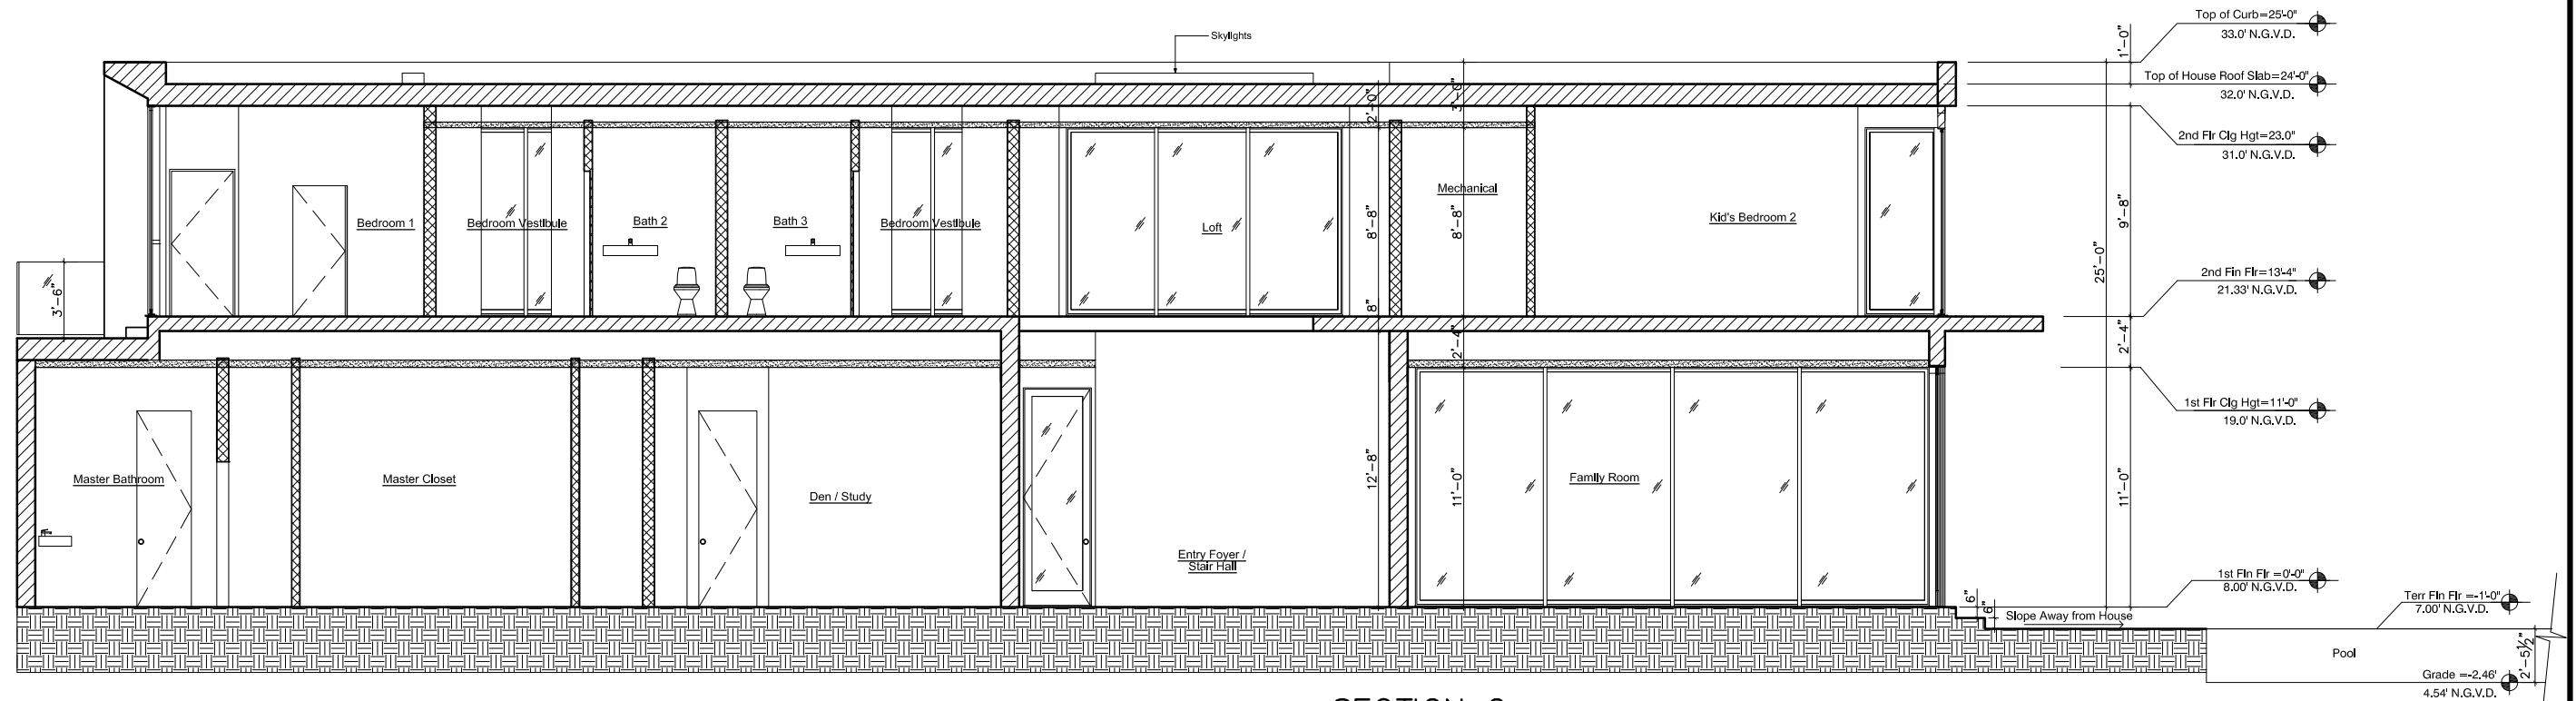 Top of Curb=25'-0"
33.0' N.G.V.D.
Skylights
1'-0"
Top of House Roof Slab=24'-0"
32.0' N.G.V.D.
2'-0"
3'-0"
2nd Flr Clg Hgt=23.0"
31.0' N.G.V.D.
Bedroom 1
Bedroom Vestibule
Bath 2
Bath 3
Bedroom Vestibule
Loft
Mechanical
Kid's Bedroom 2
8'-8"
8'-8"
9'-8"
25'-0"
3'-6"
2nd Fin Flr=13'-4"
21.33' N.G.V.D.
8"
2'-4"
2'-4"
1st Flr Clg Hgt=11'-0"
19.0' N.G.V.D.
Master Bathroom
Master Closet
Den / Study
Family Room
12'-8"
11'-0"
11'-0"
Entry Foyer /
Stair Hall
1st Fin Flr =0'-0"
8.00' N.G.V.D.
6"
6"
Slope Away from House
Terr Fin Flr =-1'-0"
7.00' N.G.V.D.
Pool
2'-5 1/2"
Grade =-2.46'
4.54' N.G.V.D.